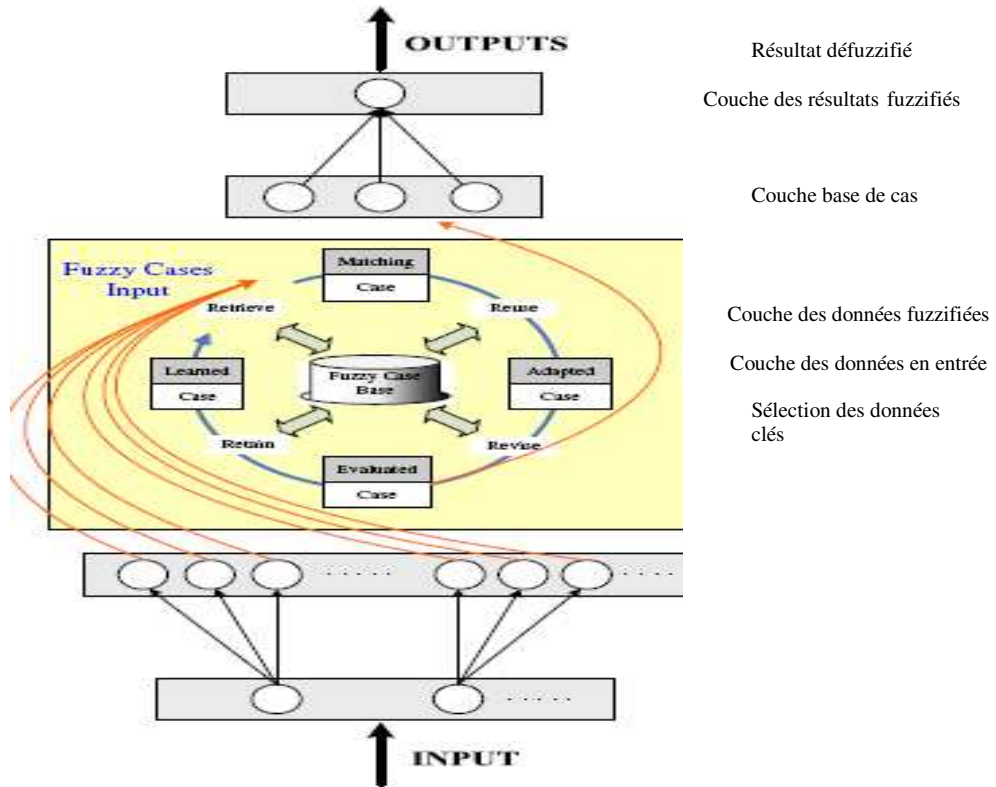 OUTPUTS
Résultat défuzzifié
Couche des résultats fuzzifiés
Couche base de cas
Fuzzy Cases
Input
Matching
Case
Retrieve
Reuse
Learned
Case
Fuzzy Case
Base
Adapted
Case
Retain
Revise
Evaluated
Case
Couche des données fuzzifiées
Couche des données en entrée
Sélection des données
clés
. . . . .
. . . . .
. . . . .
INPUT